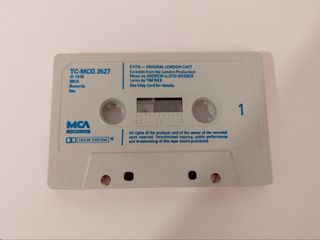 TC-MCG 3527
℗ 1978
MCA
Records
Inc.
EVITA — ORIGINAL LONDON CAST
Excerpts from the London Production
Music by ANDREW LLOYD WEBBER
Lyrics by TIM RICE
See Inlay Card for details.
1
100 50 0
MCA
RECORDS
DOLBY SYSTEM
All rights of the producer and of the owner of the recorded
work reserved. Unauthorised copying, public performance
and broadcasting of this tape record prohibited.